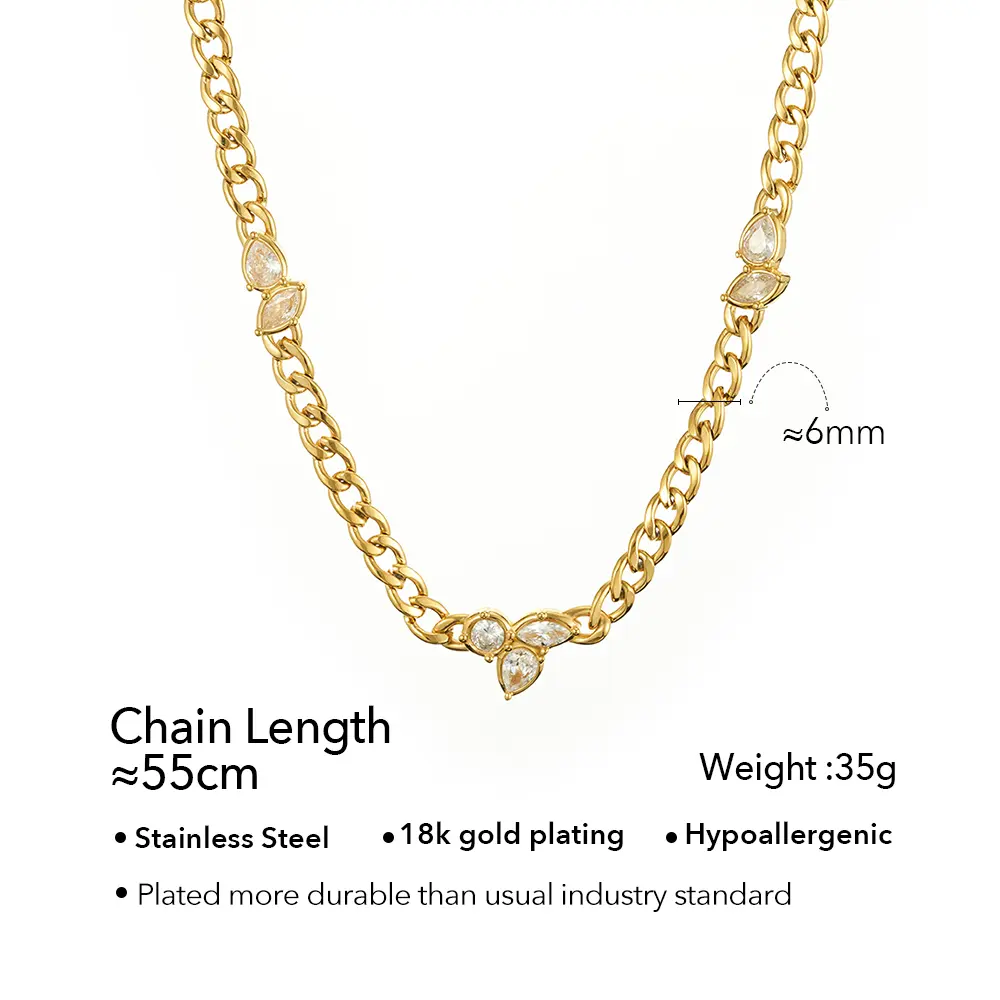 ≈6mm
Chain Length
≈55cm
Weight :35g
• Stainless Steel
• 18k gold plating
• Hypoallergenic
• Plated more durable than usual industry standard